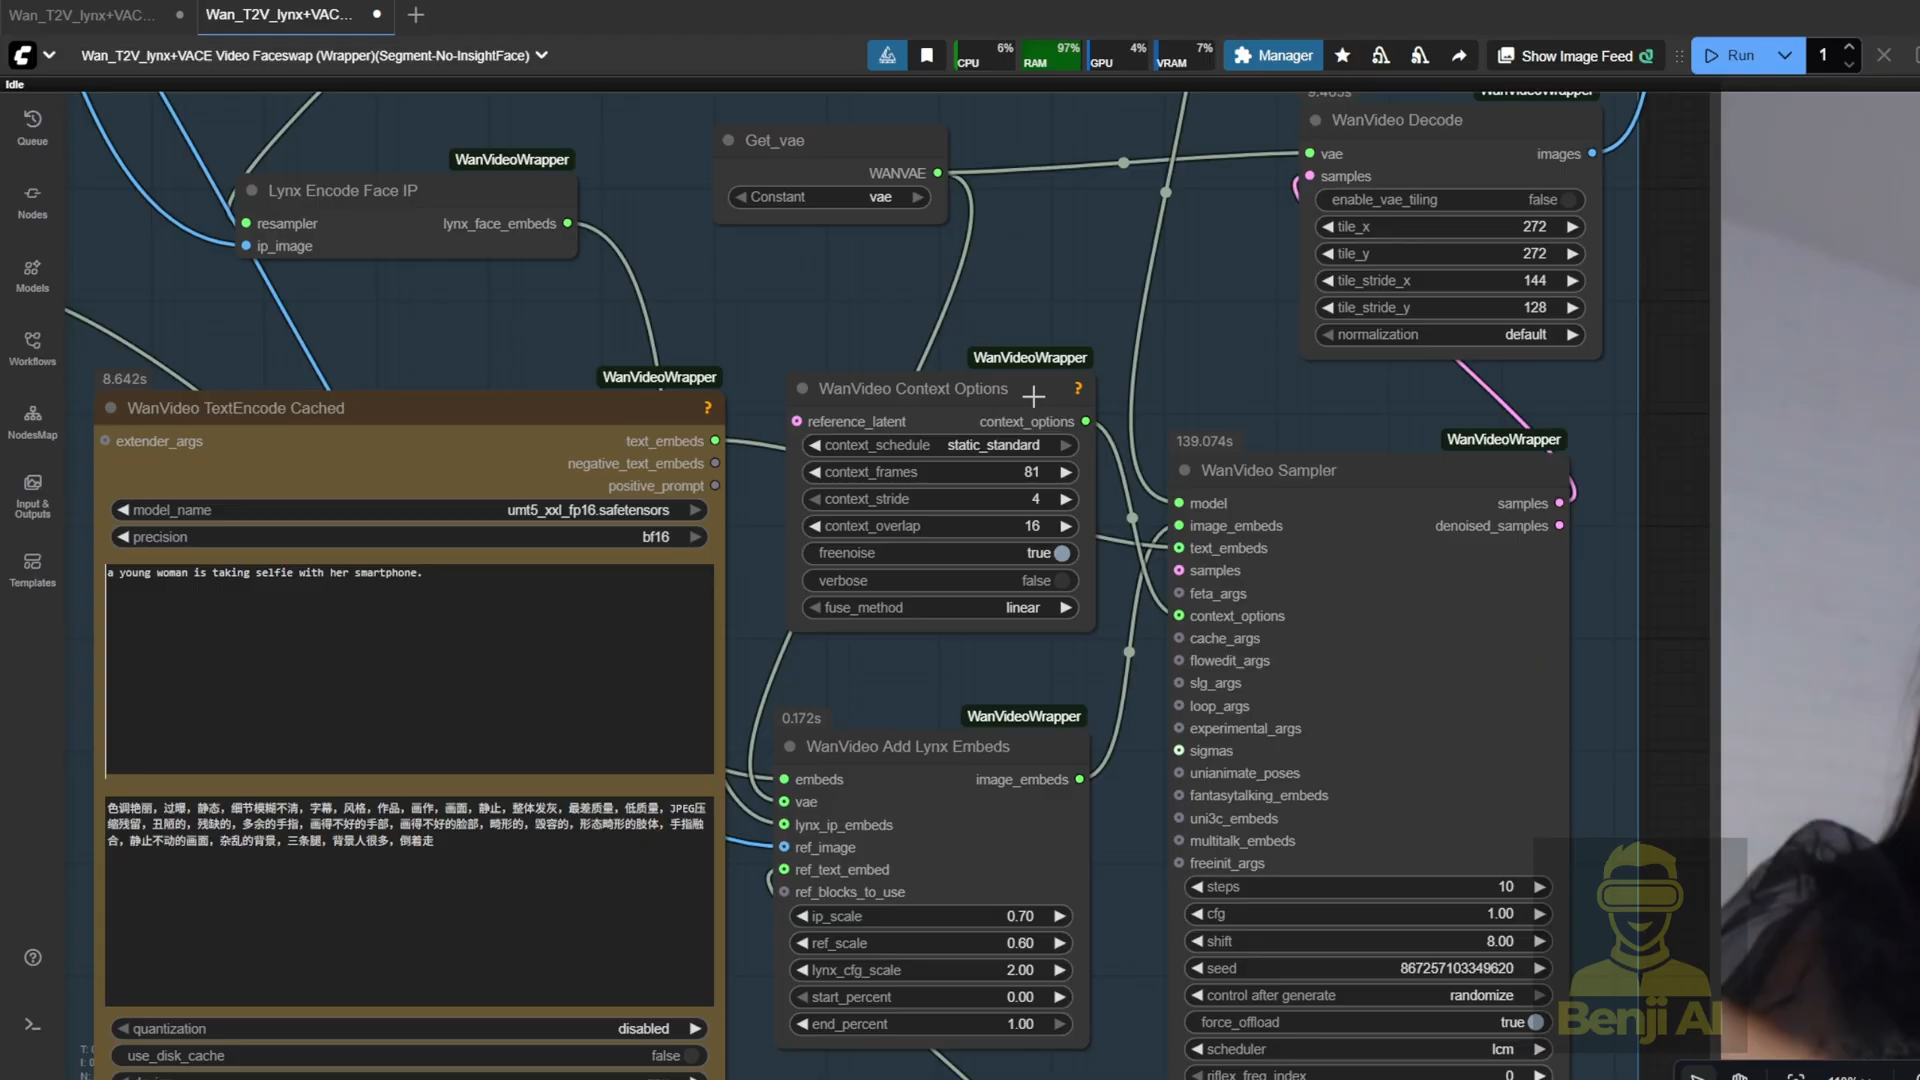 Wan_T2V_lynx+VAC...
Wan_T2V_lynx+VAC...
Wan_T2V_lynx+VACE Video Faceswap (Wrapper)(Segment-No-InsightFace)
CPU 6%
RAM 97%
GPU 4%
VRAM 7%
Manager
Show Image Feed
Run
1
Idle
Queue
Nodes
Models
Workflows
NodesMap
Input & Outputs
Templates
WanVideoWrapper
Lynx Encode Face IP
resampler
lynx_face_embeds
ip_image
Get_vae
WANVAE
Constant
vae
9.465s
WanVideoWrapper
WanVideo Decode
vae
images
samples
enable_vae_tiling
false
tile_x
272
tile_y
272
tile_stride_x
144
tile_stride_y
128
normalization
default
8.642s
WanVideoWrapper
WanVideo TextEncode Cached
?
extender_args
text_embeds
negative_text_embeds
positive_prompt
model_name
umt5_xxl_fp16.safetensors
precision
bf16
a young woman is taking selfie with her smartphone.
色调艳丽，过曝，静态，细节模糊不清，字幕，风格，作品，画作，画面，静止，整体发灰，最差质量，低质量，JPEG压
缩残留，丑陋的，残缺的，多余的手指，画得不好的手部，画得不好的脸部，畸形的，毁容的，形态畸形的肢体，手指融
合，静止不动的画面，杂乱的背景，三条腿，背景人很多，倒着走
quantization
disabled
use_disk_cache
false
WanVideoWrapper
WanVideo Context Options
?
reference_latent
context_options
context_schedule
static_standard
context_frames
81
context_stride
4
context_overlap
16
freenoise
true
verbose
false
fuse_method
linear
0.172s
WanVideoWrapper
WanVideo Add Lynx Embeds
embeds
image_embeds
vae
lynx_ip_embeds
ref_image
ref_text_embed
ref_blocks_to_use
ip_scale
0.70
ref_scale
0.60
lynx_cfg_scale
2.00
start_percent
0.00
end_percent
1.00
139.074s
WanVideoWrapper
WanVideo Sampler
model
samples
image_embeds
denoised_samples
text_embeds
samples
feta_args
context_options
cache_args
flowedit_args
slg_args
loop_args
experimental_args
sigmas
unianimate_poses
fantasytalking_embeds
uni3c_embeds
multitalk_embeds
freeinit_args
steps
10
cfg
1.00
shift
8.00
seed
867257103349620
control after generate
randomize
force_offload
true
scheduler
lcm
riflex_freq_index
0
Benji AI